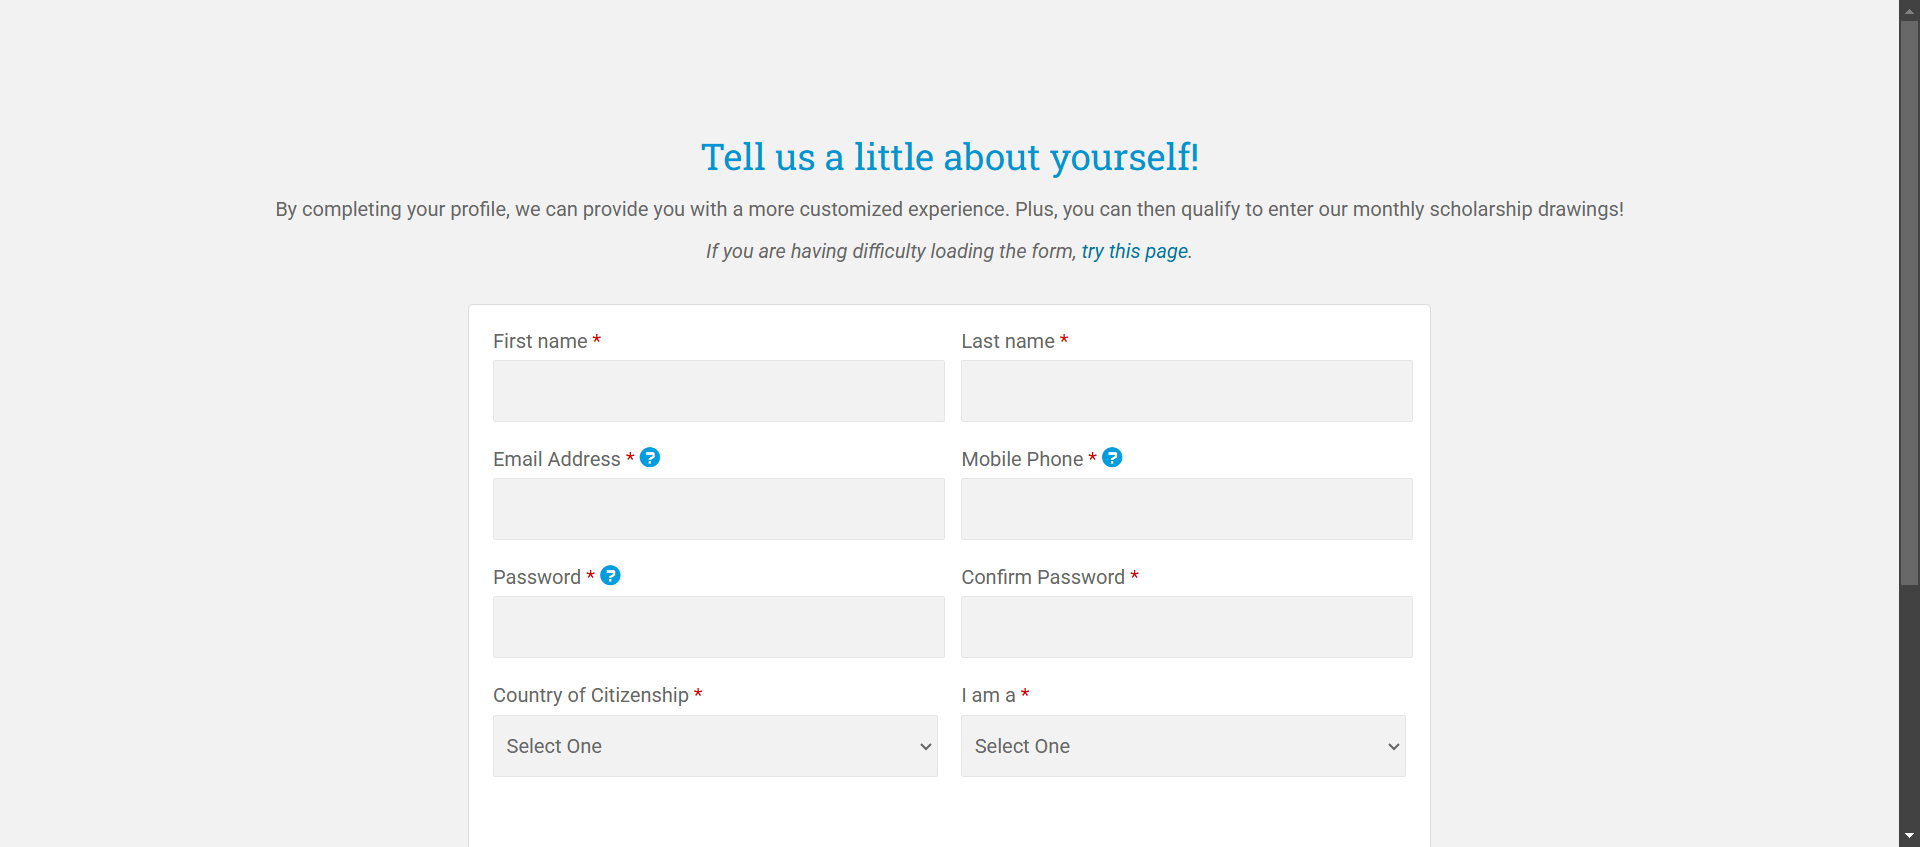 Tell us a little about yourself!
By completing your profile, we can provide you with a more customized experience. Plus, you can then qualify to enter our monthly scholarship drawings!
If you are having difficulty loading the form, try this page.
First name *
Last name *
Email Address * ?
Mobile Phone * ?
Password * ?
Confirm Password *
Country of Citizenship *
I am a *
Select One
Select One